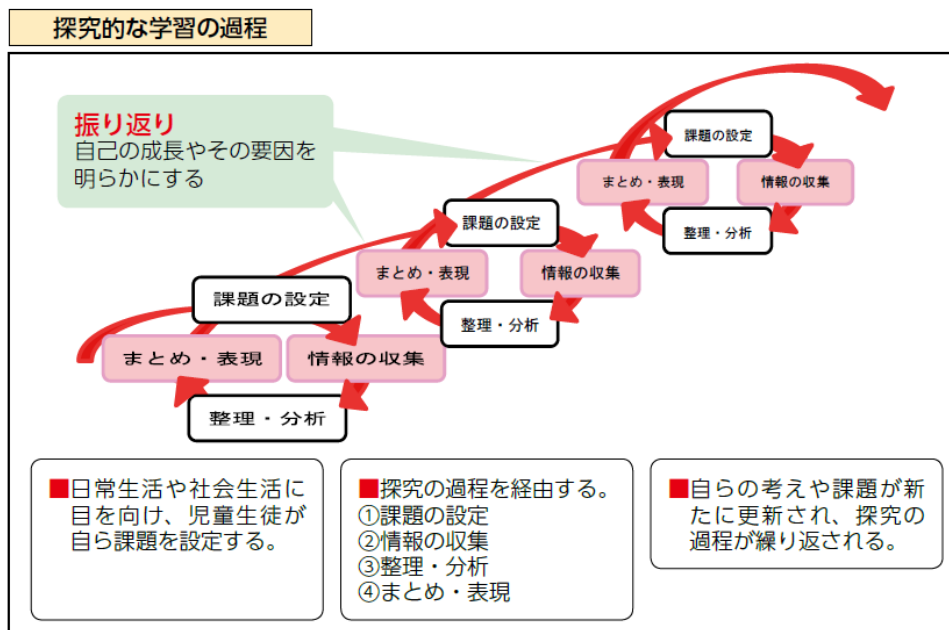 探究的な学習の過程
振り返り
自己の成長やその要因を
明らかにする
課題の設定
まとめ・表現
情報の収集
整理・分析
課題の設定
まとめ・表現
情報の収集
整理・分析
課題の設定
まとめ・表現
情報の収集
整理・分析
■日常生活や社会生活に
目を向け、児童生徒が
自ら課題を設定する。
■探究の過程を経由する。
①課題の設定
②情報の収集
③整理・分析
④まとめ・表現
■自らの考えや課題が新
たに更新され、探究の
過程が繰り返される。